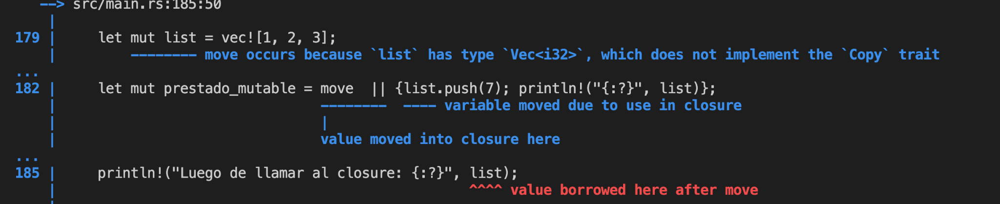 --> src/main.rs:185:50
|
179 |     let mut list = vec![1, 2, 3];
|         -------- move occurs because `list` has type `Vec<i32>`, which does not implement the `Copy` trait
...
182 |     let mut prestado_mutable = move  || {list.push(7); println!("{:?}", list)};
|                                -------- ---- variable moved due to use in closure
|                                |
|                                value moved into closure here
...
185 |     println!("Luego de llamar al closure: {:?}", list);
|                                                  ^^^^ value borrowed here after move